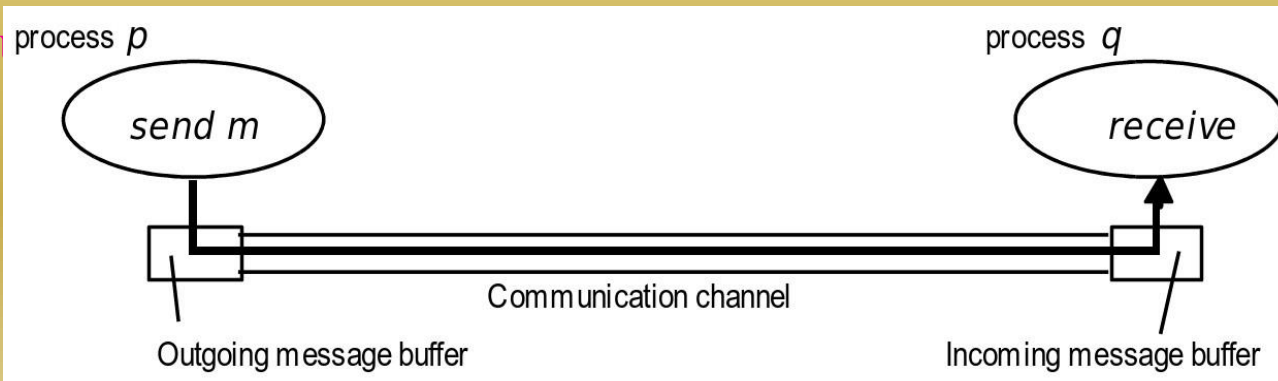 process p
process q
send m
receive
Communication channel
Outgoing message buffer
Incoming message buffer